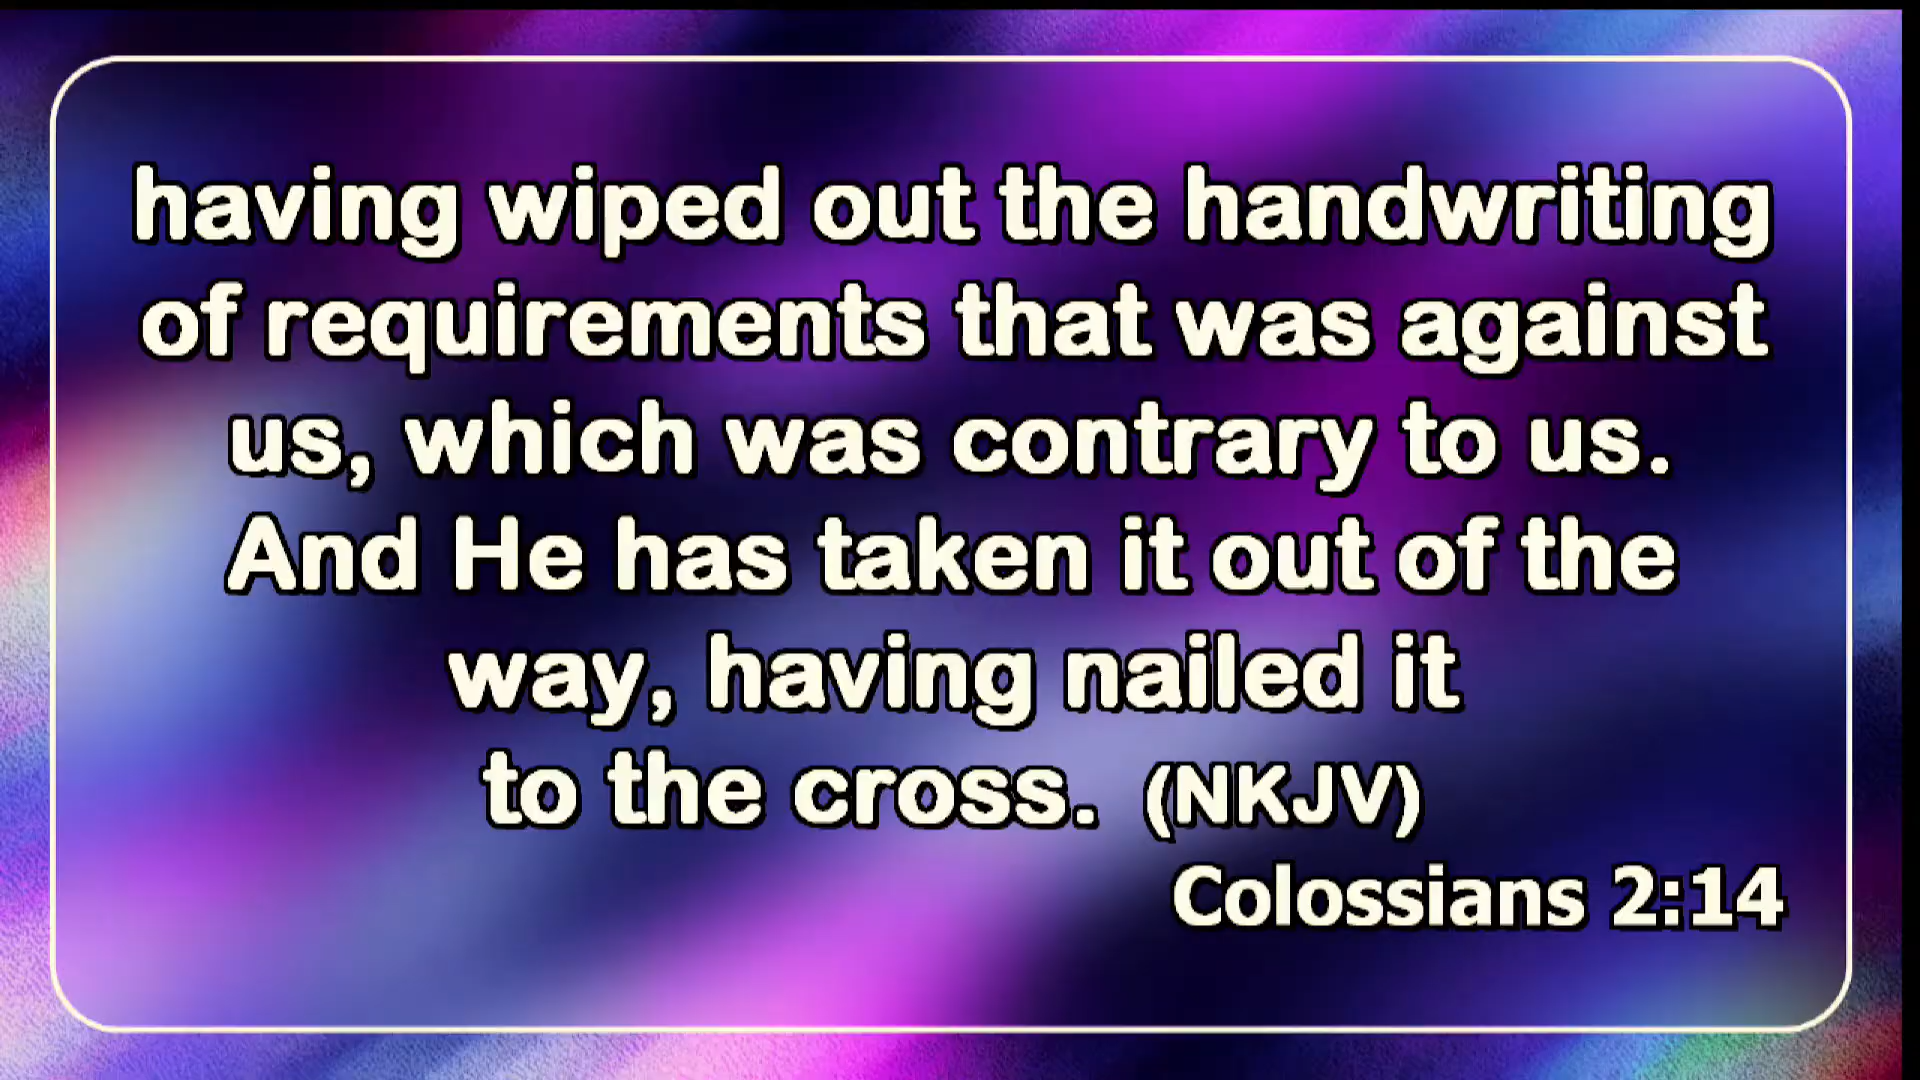 having wiped out the handwriting
of requirements that was against
us, which was contrary to us.
And He has taken it out of the
way, having nailed it
to the cross. (NKJV)
Colossians 2:14